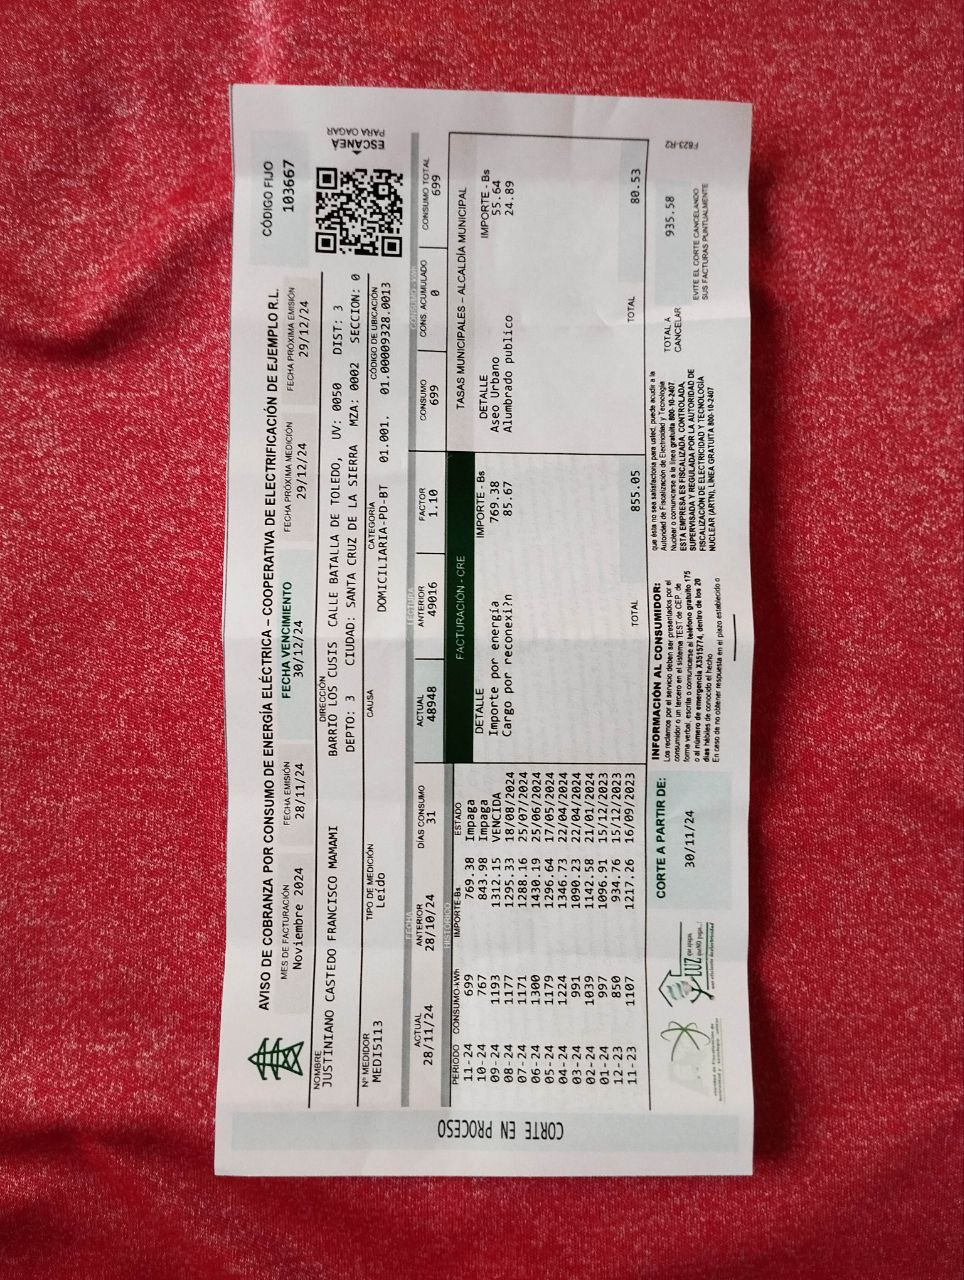 AVISO DE COBRANZA POR CONSUMO DE ENERGÍA ELÉCTRICA – COOPERATIVA DE ELECTRIFICACIÓN DE EJEMPLO R.L.
CÓDIGO FIJO
103667
MES DE FACTURACIÓN
Noviembre 2024
FECHA EMISIÓN
28/11/24
FECHA VENCIMIENTO
30/12/24
FECHA PRÓXIMA MEDICIÓN
29/12/24
FECHA PRÓXIMA EMISIÓN
29/12/24
NOMBRE
JUSTINIANO CASTEDO FRANCISCO MAMAMI
DIRECCIÓN
BARRIO LOS CUSIS CALLE BATALLA DE TOLEDO, UV: 0050 DIST: 3
DEPTO: 3 CIUDAD: SANTA CRUZ DE LA SIERRA MZA: 0002 SECCION: 0
ESCANEA
PARA OAGAR
Nº MEDIDOR
MEDI5113
TIPO DE MEDICIÓN
Leído
CAUSA
CATEGORÍA
DOMICILIARIA-PD-BT
CÓDIGO DE UBICACIÓN
01.001. 01.00009328.0013
FECHA
LECTURA
CONSUMO kWh
ACTUAL
28/11/24
ANTERIOR
28/10/24
DÍAS CONSUMO
31
ACTUAL
48948
ANTERIOR
49016
FACTOR
1.10
CONSUMO
699
CONS. ACUMULADO
0
CONSUMO TOTAL
699
HISTÓRICO
PERÍODO CONSUMO-kWh IMPORTE-Bs ESTADO
11-24 699 769.38 Impaga
10-24 767 843.98 Impaga
09-24 1193 1312.15 VENCIDA
08-24 1177 1295.33 18/08/2024
07-24 1171 1288.16 25/07/2024
06-24 1300 1430.19 25/06/2024
05-24 1179 1296.64 17/05/2024
04-24 1224 1346.73 22/04/2024
03-24 991 1090.23 22/04/2024
02-24 1039 1142.58 21/01/2024
01-24 997 1096.91 15/12/2023
12-23 850 934.76 15/12/2023
11-23 1107 1217.26 16/09/2023
FACTURACIÓN - CRE
DETALLE IMPORTE - Bs
Importe por energía 769.38
Cargo por reconexi?n 85.67
TOTAL 855.05
TASAS MUNICIPALES – ALCALDÍA MUNICIPAL
DETALLE IMPORTE - Bs
Aseo Urbano 55.64
Alumbrado publico 24.89
TOTAL 80.53
LUZ
CORTE A PARTIR DE:
30/11/24
INFORMACIÓN AL CONSUMIDOR:
Los reclamos por el servicio deben ser presentados por el
consumidor o un tercero en el sistema TEST de CEP, de
forma verbal, escrita o comunicarse al teléfono gratuito 175
o al número de emergencia X3515714, dentro de los 20
días hábiles de conocido el hecho
En caso de no obtener respuesta en el plazo establecido o
que ésta no sea satisfactoria para usted, puede acudir a la
Autoridad de Fiscalización de Electricidad y Tecnología
Nuclear o comunicarse a la línea gratuita 800-10-2407
ESTA EMPRESA ES FISCALIZADA, CONTROLADA,
SUPERVISADA Y REGULADA POR LA AUTORIDAD DE
FISCALIZACIÓN DE ELECTRICIDAD Y TECNOLOGÍA
NUCLEAR (ARTN), LÍNEA GRATUITA 800-10-2407
TOTAL A
CANCELAR
935.58
EVITE EL CORTE CANCELANDO
SUS FACTURAS PUNTUALMENTE
F823-R2
CORTE EN PROCESO